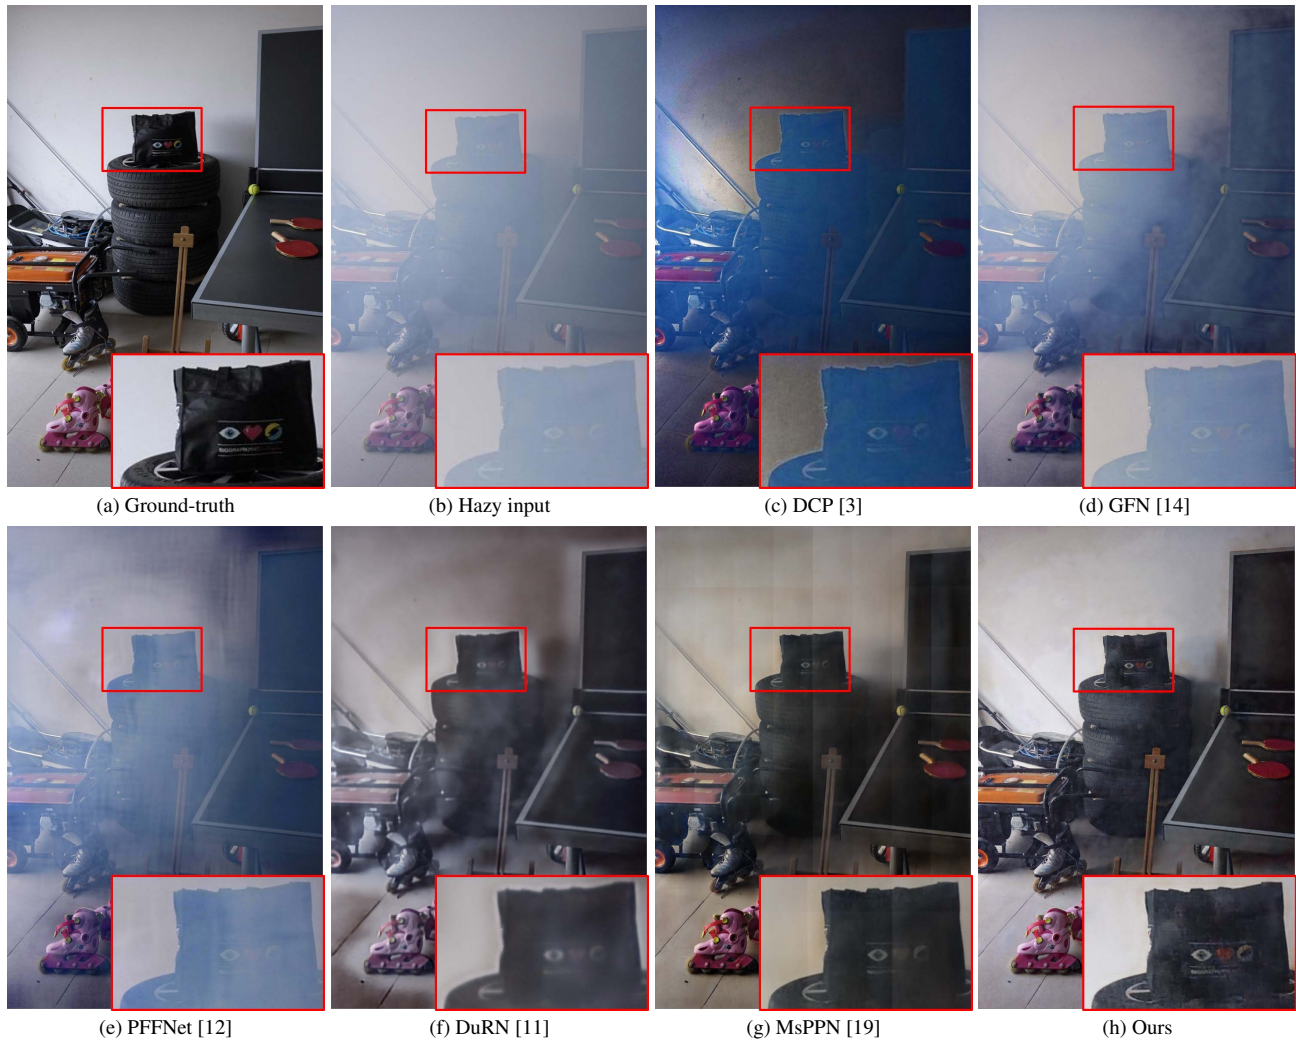 (a) Ground-truth
(b) Hazy input
(c) DCP [3]
(d) GFN [14]
(e) PFFNet [12]
(f) DuRN [11]
(g) MsPPN [19]
(h) Ours